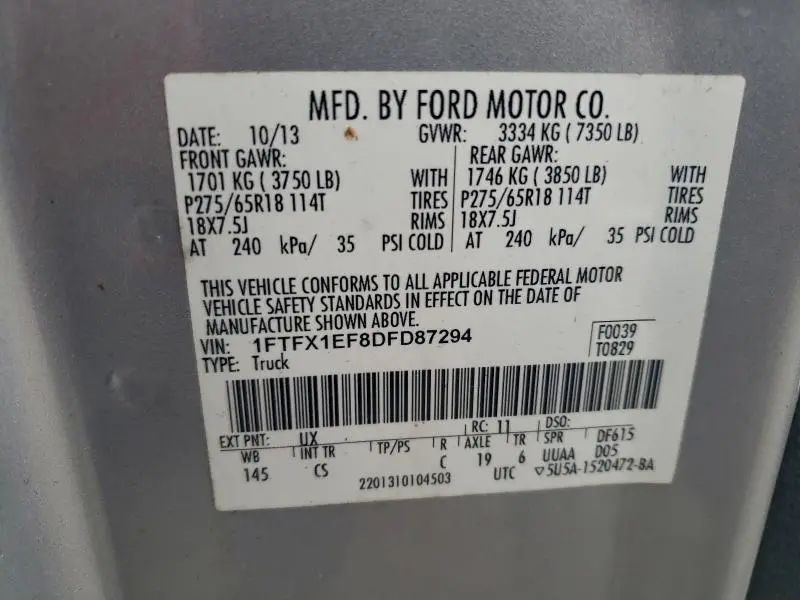 MFD. BY FORD MOTOR CO.
DATE: 10/13 GVWR: 3334 KG ( 7350 LB)
FRONT GAWR: REAR GAWR:
1701 KG ( 3750 LB) WITH 1746 KG ( 3850 LB) WITH
P275/65R18 114T TIRES P275/65R18 114T TIRES
18X7.5J RIMS 18X7.5J RIMS
AT 240 kPa/ 35 PSI COLD AT 240 kPa/ 35 PSI COLD
THIS VEHICLE CONFORMS TO ALL APPLICABLE FEDERAL MOTOR
VEHICLE SAFETY STANDARDS IN EFFECT ON THE DATE OF
MANUFACTURE SHOWN ABOVE.
VIN: 1FTFX1EF8DFD87294 F0039
TYPE: Truck T0829
EXT PNT: UX RC: 11 DSO:
WB INT TR TP/PS R AXLE TR SPR DF615
145 CS C 19 6 UUAA D05
2201310104503 UTC ▽5U5A-1520472-BA